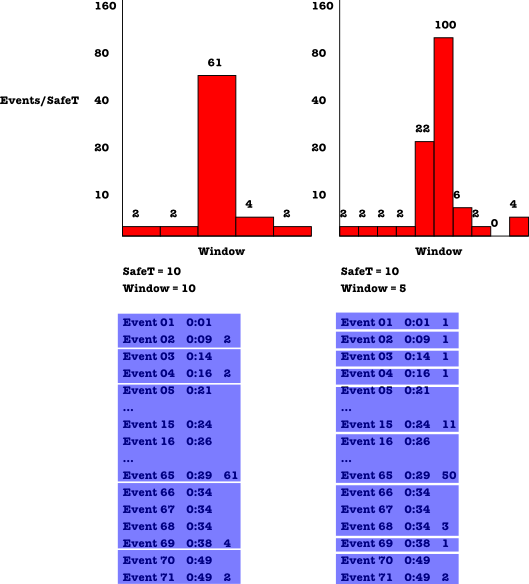 160 160
100
80 80
61
Events/SafeT 40 40
22
20 20
10 10
6
4
4
2 2 2
2 2 2 2 2
0
Window Window
SafeT = 10 SafeT = 10
Window = 10 Window = 5
Event 01 0:01 Event 01 0:01 1
Event 02 0:09 2 Event 02 0:09 1
Event 03 0:14 Event 03 0:14 1
Event 04 0:16 2 Event 04 0:16 1
Event 05 0:21 Event 05 0:21
... ...
Event 15 0:24 Event 15 0:24 11
Event 16 0:26 Event 16 0:26
... ...
Event 65 0:29 61 Event 65 0:29 50
Event 66 0:34 Event 66 0:34
Event 67 0:34 Event 67 0:34
Event 68 0:34 Event 68 0:34 3
Event 69 0:38 4 Event 69 0:38 1
Event 70 0:49 Event 70 0:49
Event 71 0:49 2 Event 71 0:49 2